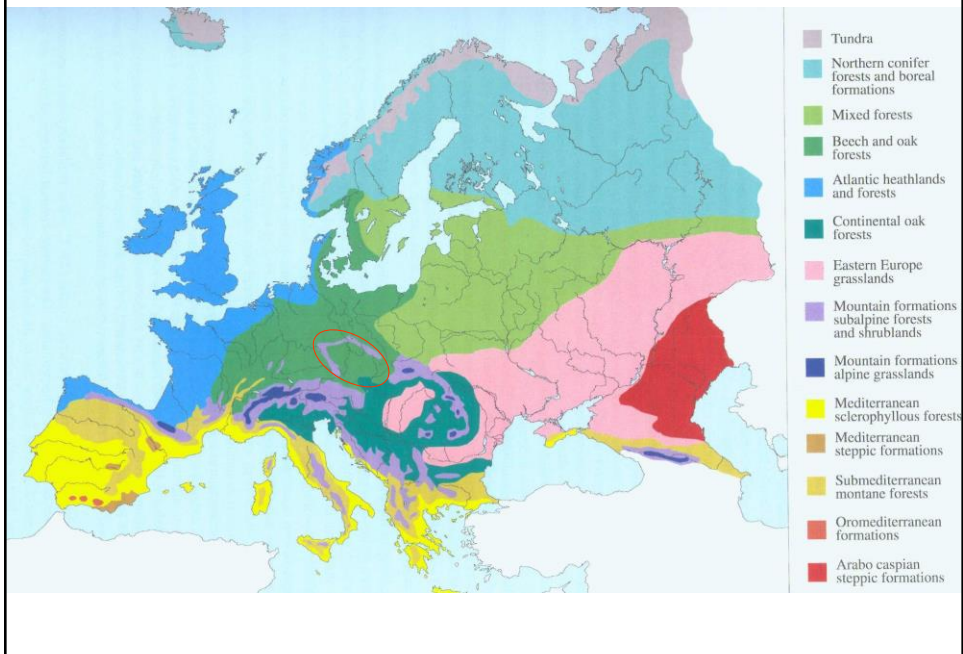 Tundra
Northern conifer
forests and boreal
formations
Mixed forests
Beech and oak
forests
Atlantic heathlands
and forests
Continental oak
forests
Eastern Europe
grasslands
Mountain formations
subalpine forests
and shrublands
Mountain formations
alpine grasslands
Mediterranean
sclerophyllous forests
Mediterranean
steppic formations
Submediterranean
montane forests
Oromediterranean
formations
Arabo caspian
steppic formations